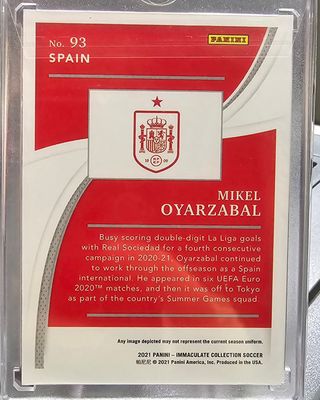 No. 93
PANINI
SPAIN
MIKEL
OYARZABAL
Busy scoring double-digit La Liga goals
with Real Sociedad for a fourth consecutive
campaign in 2020-21, Oyarzabal continued
to work through the offseason as a Spain
international. He appeared in six UEFA Euro
2020™ matches, and then it was off to Tokyo
as part of the country's Summer Games squad.
Any image depicted may not represent the current season uniform.
2021 PANINI – IMMACULATE COLLECTION SOCCER
帕尼尼 © 2021 Panini America, Inc. Produced in the USA.